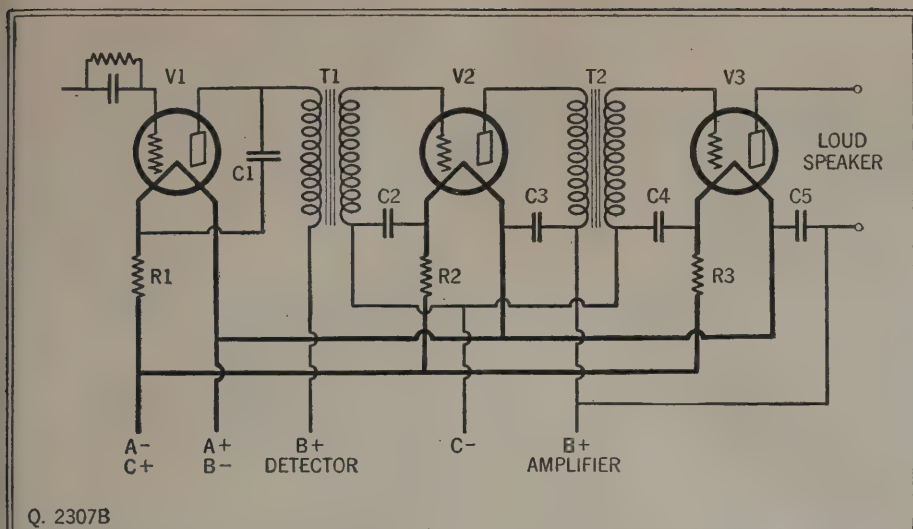 V1 T1 V2 T2 V3
C1 C2 C3 C4 C5
LOUD
SPEAKER
R1 R2 R3
A- A+ B+ C- B+
C+ B- DETECTOR AMPLIFIER
Q. 2307B